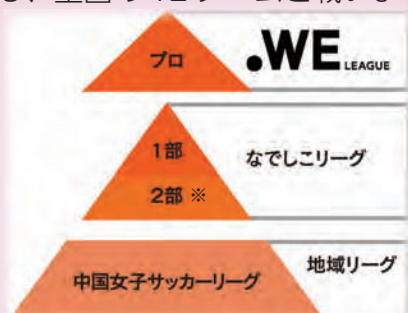 プロ
.WE LEAGUE
1部
なでしこリーグ
2部 ※
地域リーグ
中国女子サッカーリーグ